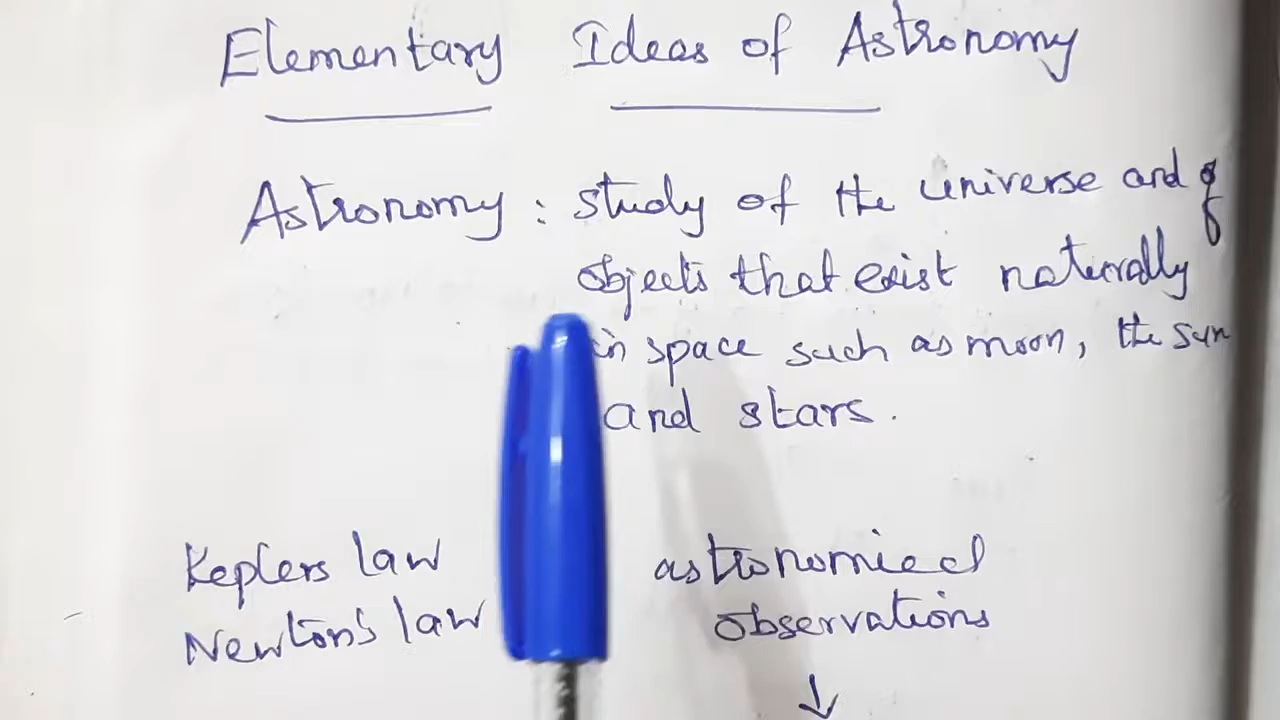 Elementary Ideas of Astronomy
Astronomy : study of the universe and of
objects that exist naturally
in space such as moon, the sun
and stars.
Keplers law
Newton's law
astronomical
observations